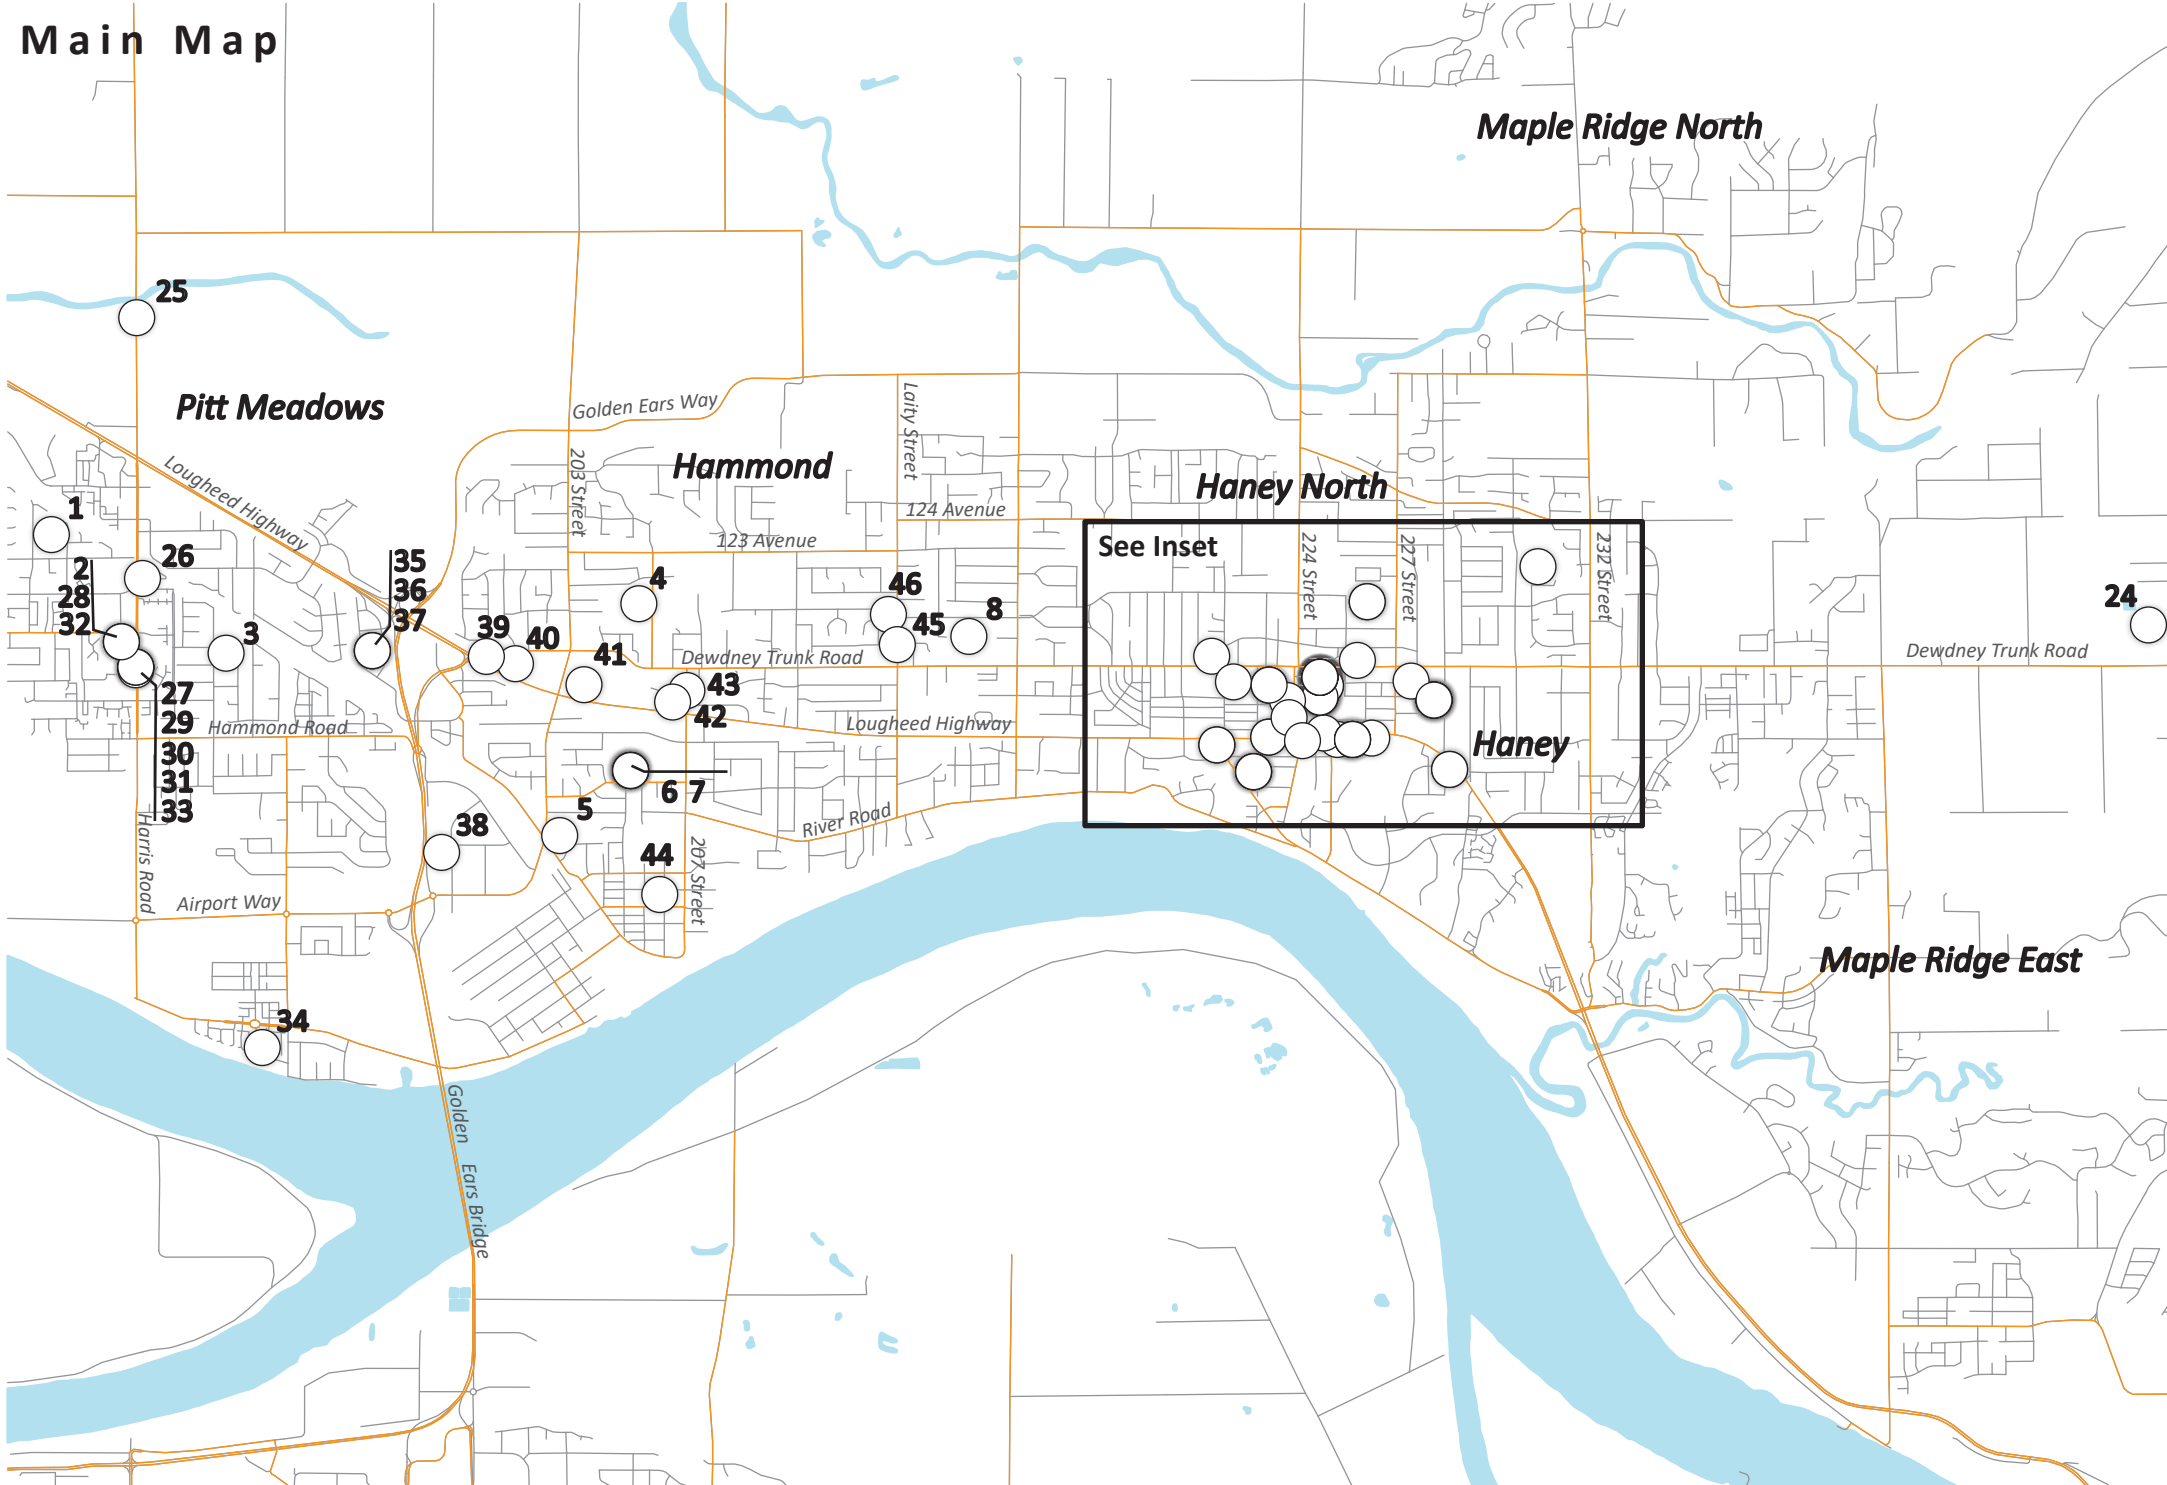 Main Map
Maple Ridge North
25
Pitt Meadows
Golden Ears Way
Laity Street
Lougheed Highway
203 Street
Hammond
Haney North
1
124 Avenue
123 Avenue
See Inset
224 Street
227 Street
232 Street
26
2
28
32
35
36
37
4
46
8
24
3
39
40
45
41
Dewdney Trunk Road
Dewdney Trunk Road
43
42
27
29
30
31
33
Hammond Road
Lougheed Highway
Haney
6 7
5
38
River Road
Harris Road
44
207 Street
Airport Way
Maple Ridge East
34
Golden Ears Bridge